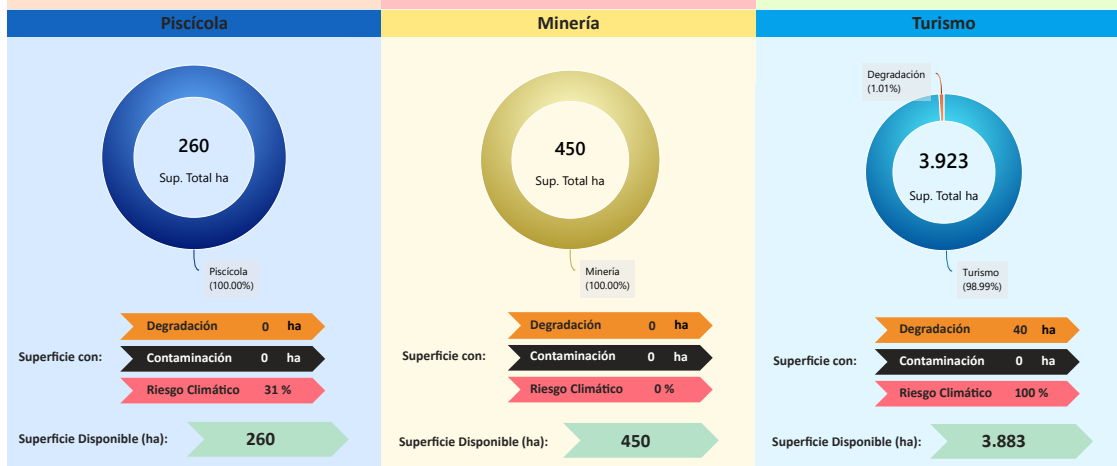 Piscícola
260
Sup. Total ha
Piscícola
(100.00%)
Superficie con:
Degradación 0 ha
Contaminación 0 ha
Riesgo Climático 31 %
Superficie Disponible (ha): 260
Minería
450
Sup. Total ha
Minería
(100.00%)
Superficie con:
Degradación 0 ha
Contaminación 0 ha
Riesgo Climático 0 %
Superficie Disponible (ha): 450
Turismo
Degradación
(1.01%)
3.923
Sup. Total ha
Turismo
(98.99%)
Superficie con:
Degradación 40 ha
Contaminación 0 ha
Riesgo Climático 100 %
Superficie Disponible (ha): 3.883